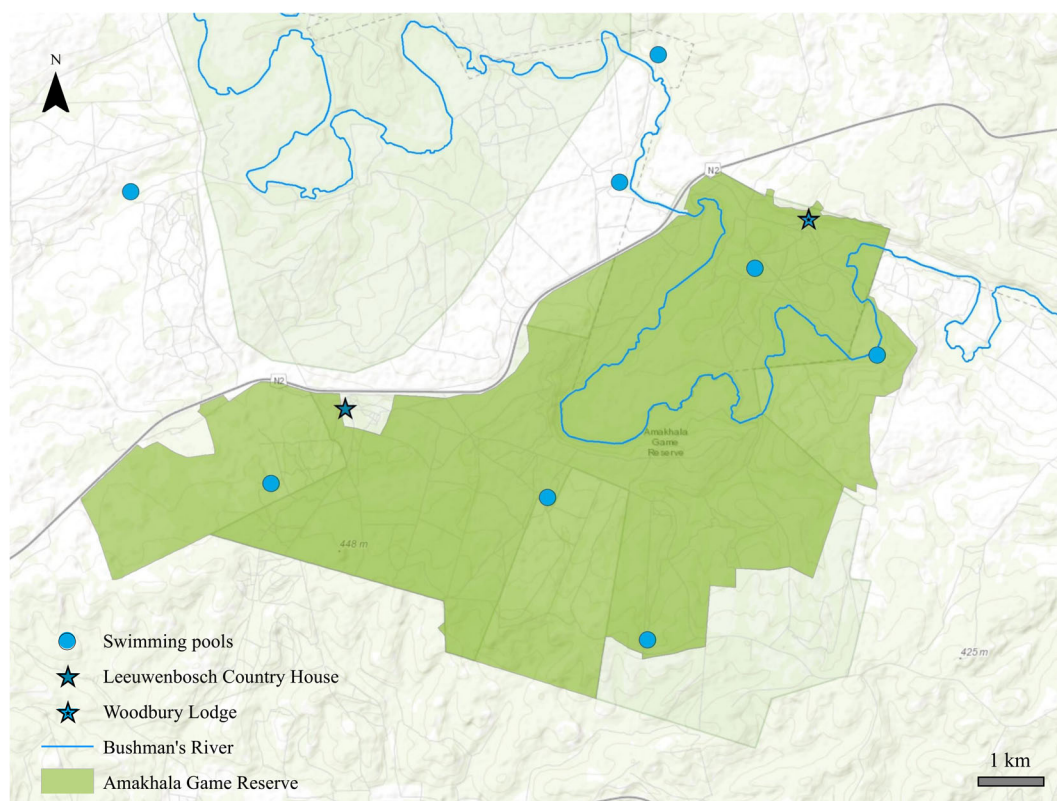 N
N2
N2
Amakhala
Game
Reserve
448 m
425 m
Swimming pools
Leeuwenbosch Country House
Woodbury Lodge
Bushman's River
Amakhala Game Reserve
1 km